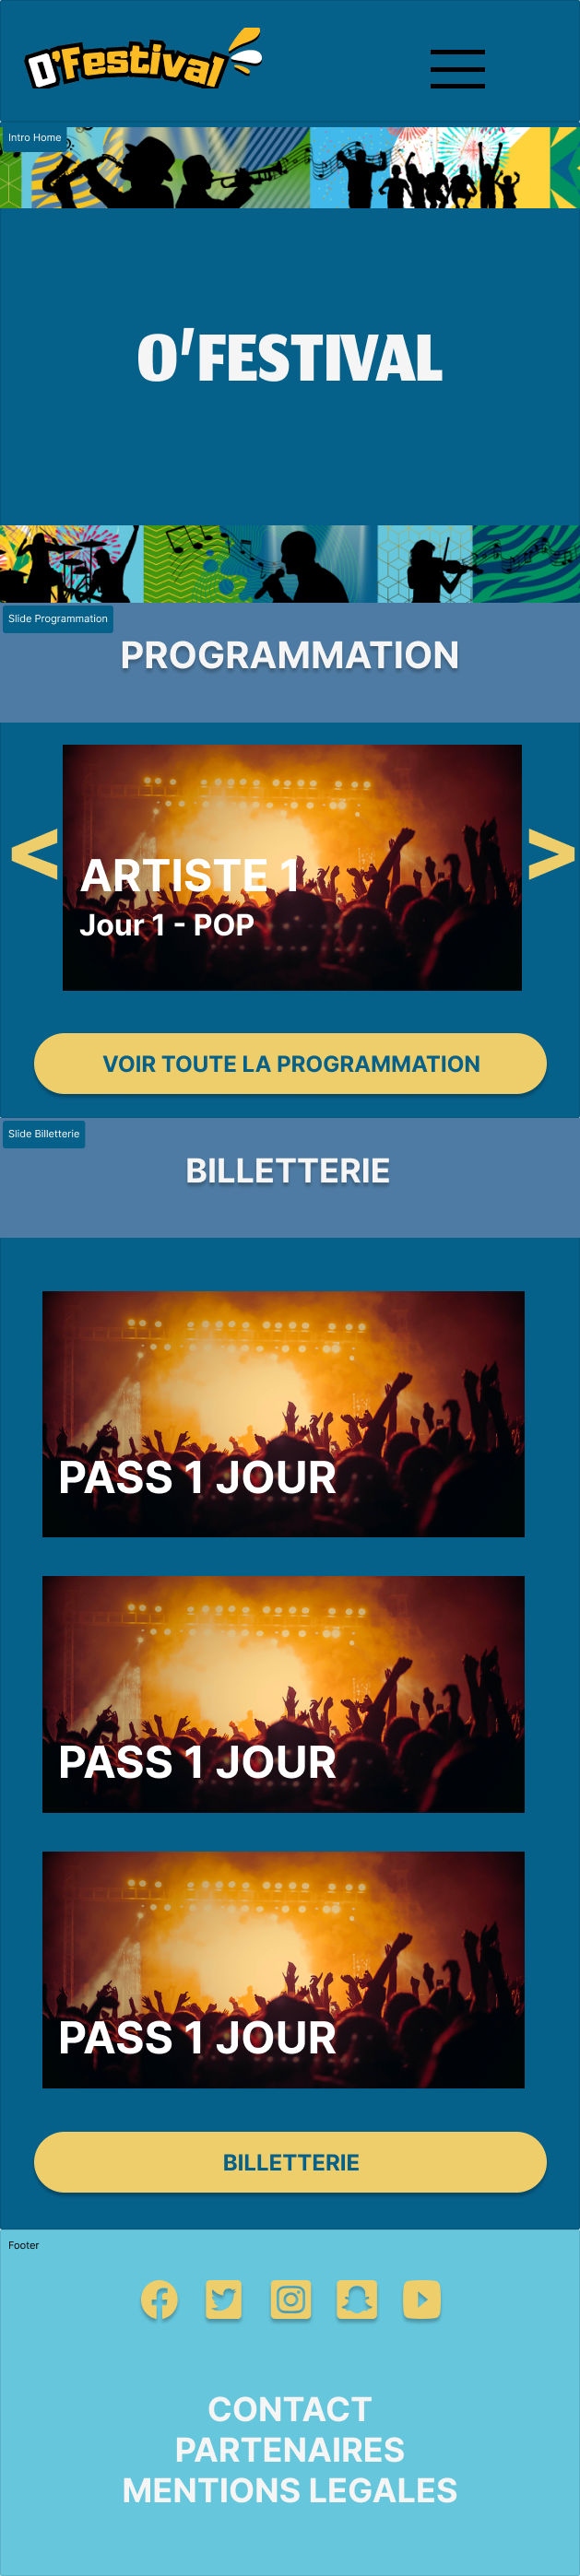 O'Festival
Intro Home
O'FESTIVAL
Slide Programmation
PROGRAMMATION
<
>
ARTISTE 1
Jour 1 - POP
VOIR TOUTE LA PROGRAMMATION
Slide Billetterie
BILLETTERIE
PASS 1 JOUR
PASS 1 JOUR
PASS 1 JOUR
BILLETTERIE
Footer
CONTACT
PARTENAIRES
MENTIONS LEGALES